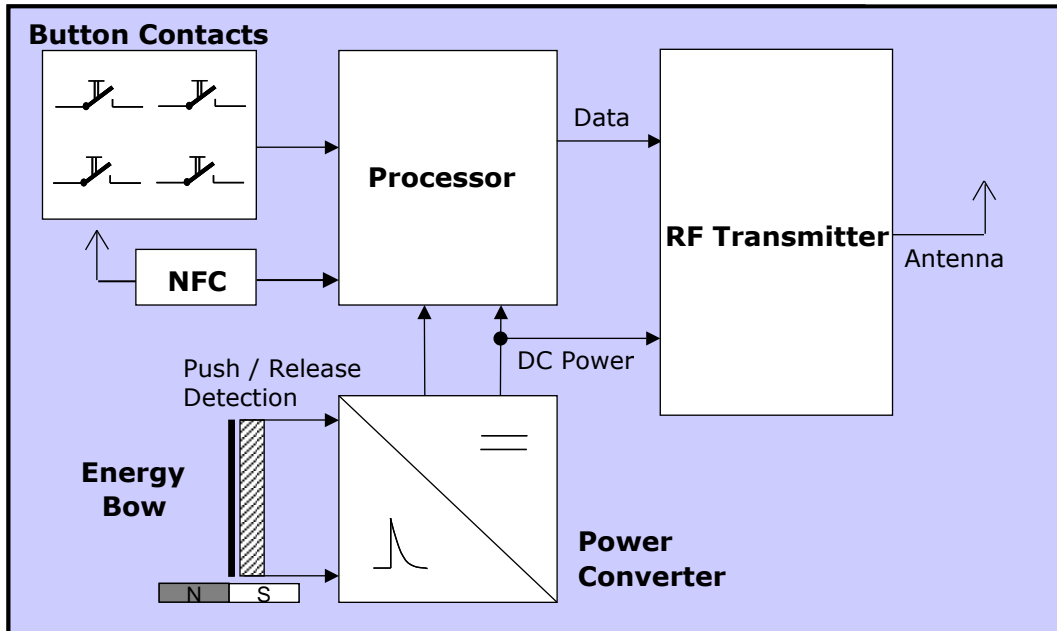 Button Contacts
Data
Processor
RF Transmitter
Antenna
NFC
DC Power
Push / Release
Detection
Energy
Bow
Power
Converter
N S